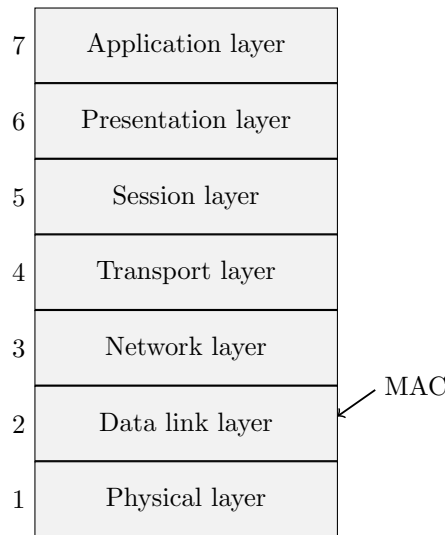 7 Application layer
6 Presentation layer
5 Session layer
4 Transport layer
3 Network layer
MAC
2 Data link layer
1 Physical layer